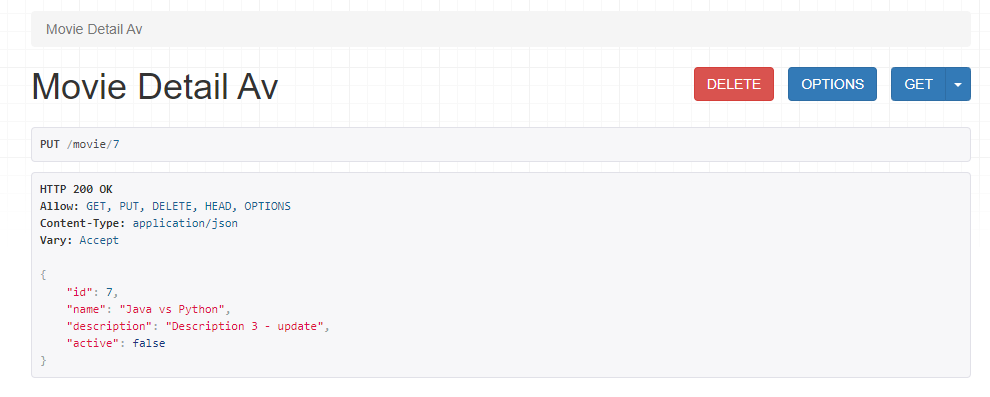 Movie Detail Av
Movie Detail Av
DELETE OPTIONS GET
PUT /movie/7
HTTP 200 OK
Allow: GET, PUT, DELETE, HEAD, OPTIONS
Content-Type: application/json
Vary: Accept
{
    "id": 7,
    "name": "Java vs Python",
    "description": "Description 3 - update",
    "active": false
}